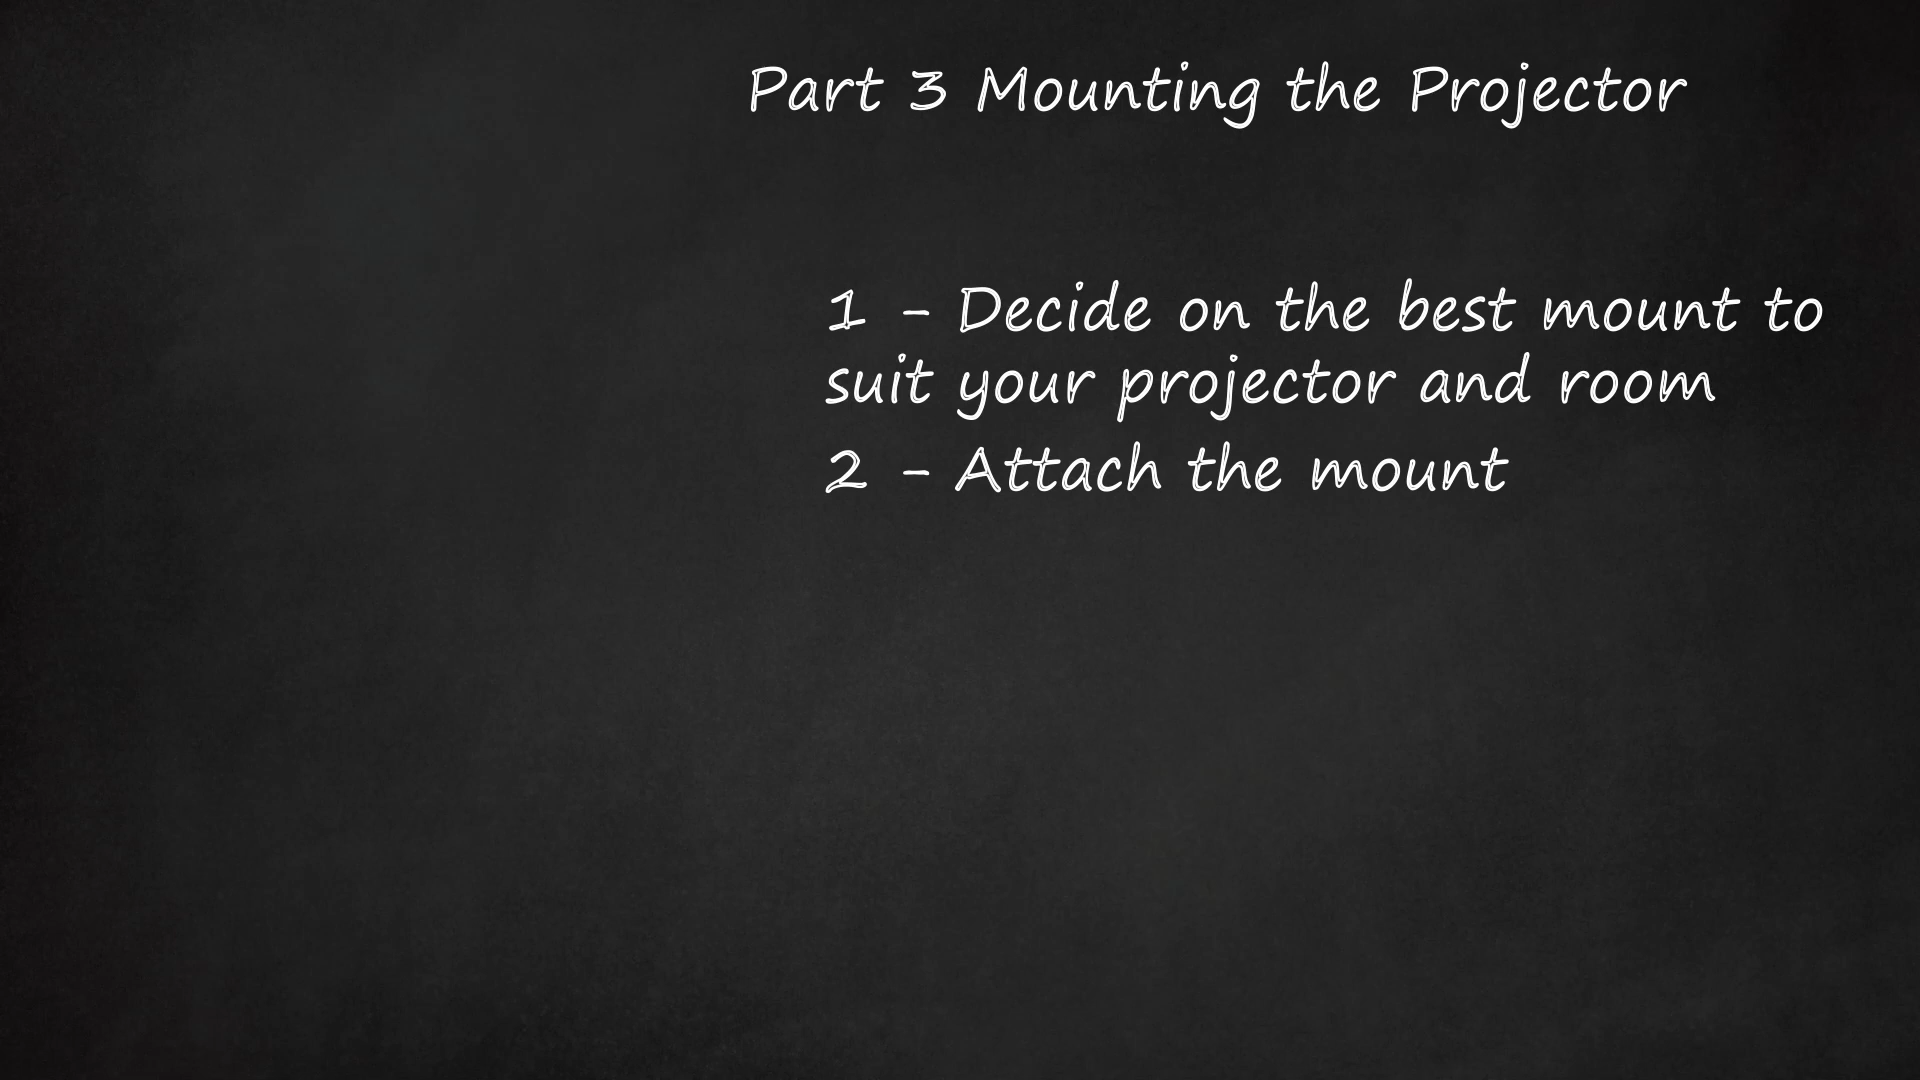 Part 3 Mounting the Projector
1 - Decide on the best mount to
suit your projector and room
2 - Attach the mount